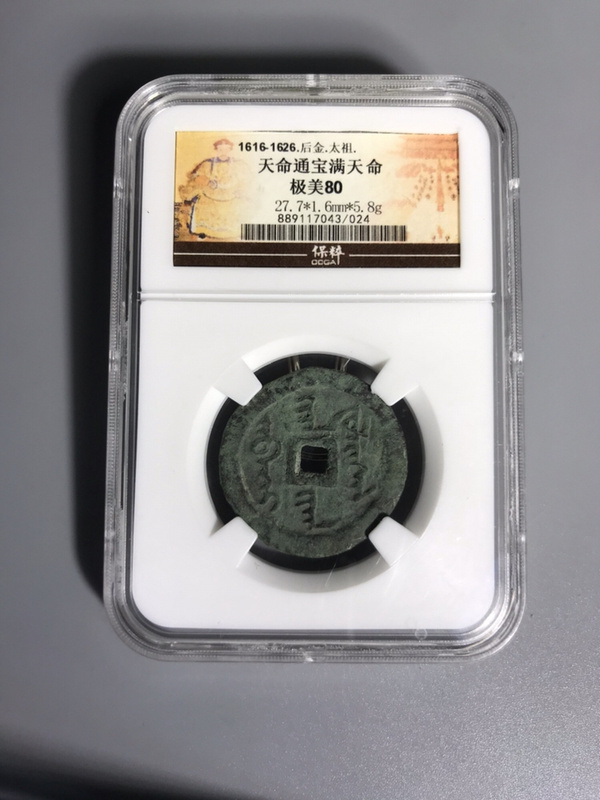 1616-1626.后金.太祖.
天命通宝满天命
极美80
27.7*1.6mm*5.8g
889117043/024
保粹